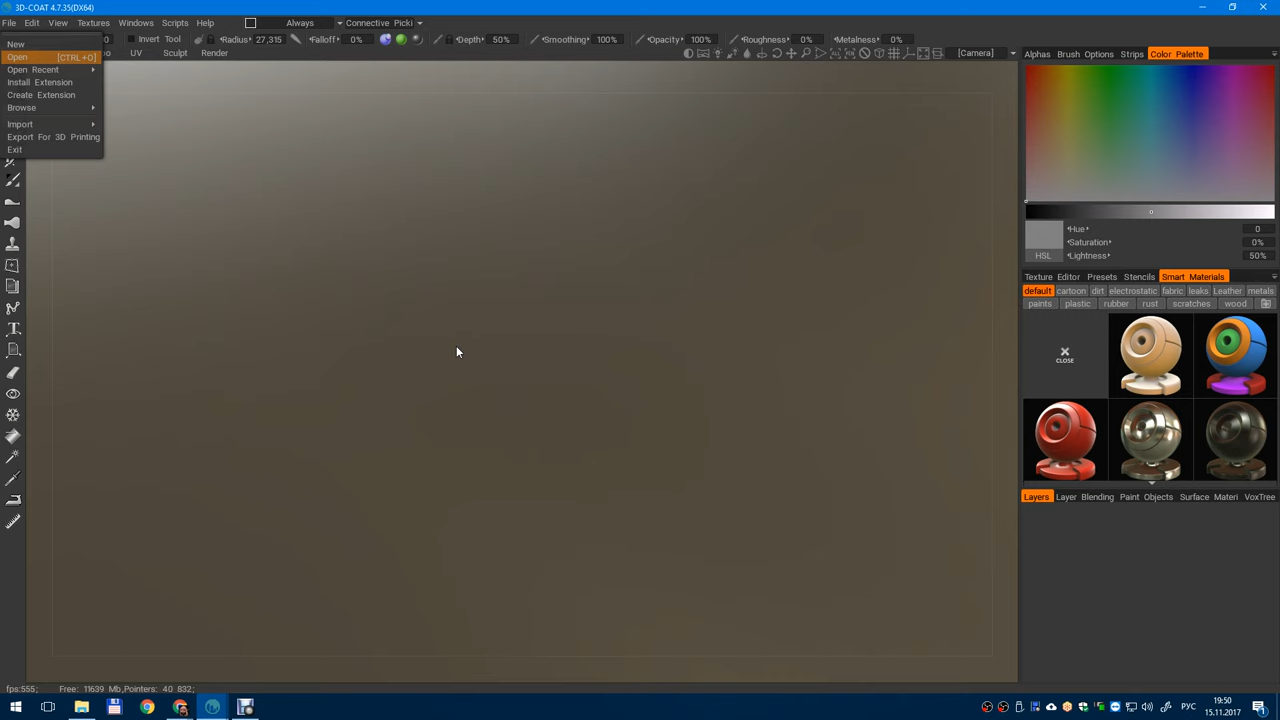 3D-COAT 4.7.35(DX64)
File Edit View Textures Windows Scripts Help Always Connective Picki
Radius 27,315 Falloff 0% Invert Tool Depth 50% Smoothing 100% Opacity 100% Roughness 0% Metalness 0%
UV Sculpt Render [Camera]
New
Open [CTRL+O]
Open Recent
Install Extension
Create Extension
Browse
Import
Export For 3D Printing
Exit
Alphas Brush Options Strips Color Palette
Hue 0
Saturation 0%
HSL Lightness 50%
Texture Editor Presets Stencils Smart Materials
default cartoon dirt electrostatic fabric leaks Leather metals
paints plastic rubber rust scratches wood
CLOSE
Layers Layer Blending Paint Objects Surface Materi VoxTree
fps:555; Free: 11639 Mb,Pointers: 40 832;
РУС
19:50
15.11.2017
1